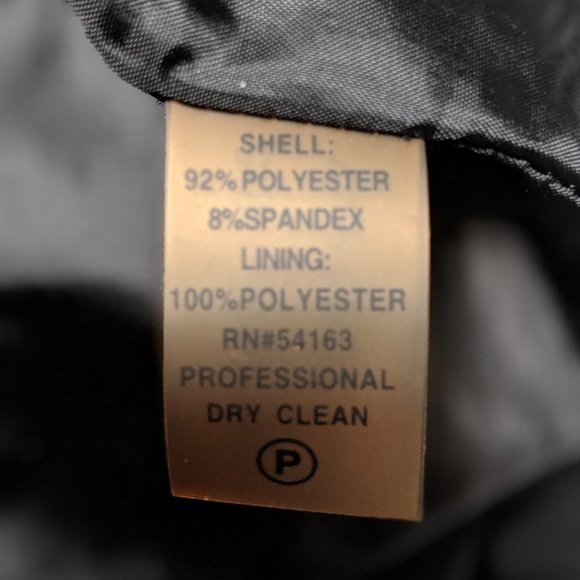 SHELL:
92%POLYESTER
8%SPANDEX
LINING:
100%POLYESTER
RN#54163
PROFESSIONAL
DRY CLEAN
P